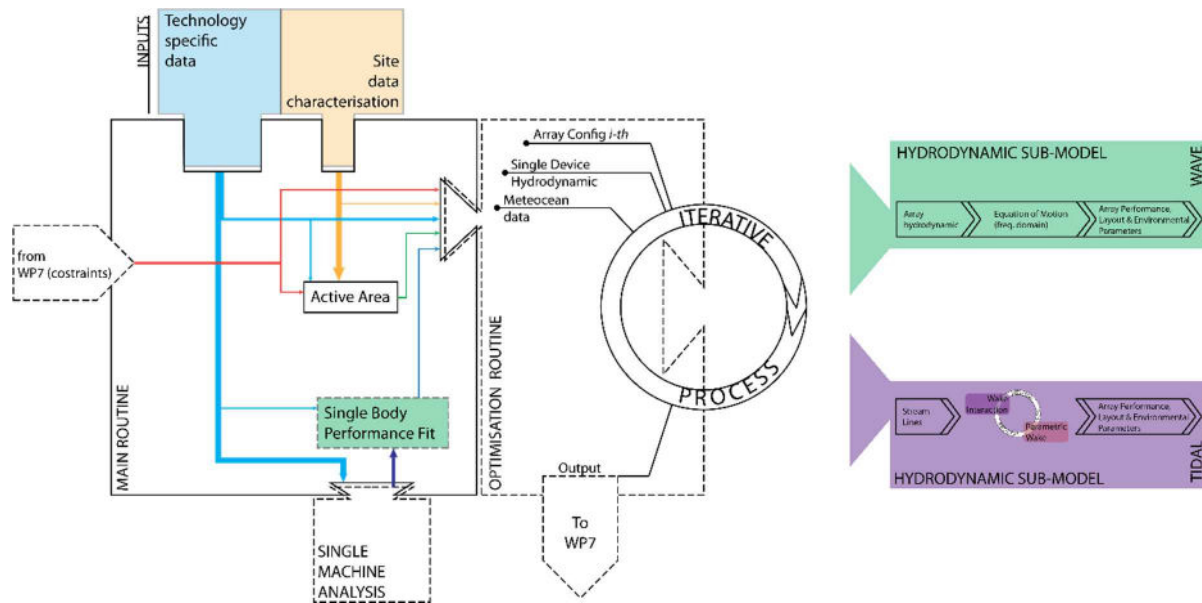 INPUTS
Technology
specific
data
Site
data
characterisation
from
WP7 (costraints)
Active Area
Single Body
Performance Fit
MAIN ROUTINE
SINGLE
MACHINE
ANALYSIS
OPTIMISATION ROUTINE
Array Config i-th
Single Device
Hydrodynamic
Meteocean
data
ITERATIVE
PROCESS
Output
To
WP7
HYDRODYNAMIC SUB-MODEL
WAVE
Array
hydrodynamic
Equation of Motion
(freq. domain)
Array Performance,
Layout & Environmental
Parameters
Stream
Lines
Wake
Interaction
Parametric
Wake
Array Performance,
Layout & Environmental
Parameters
HYDRODYNAMIC SUB-MODEL
TIDAL